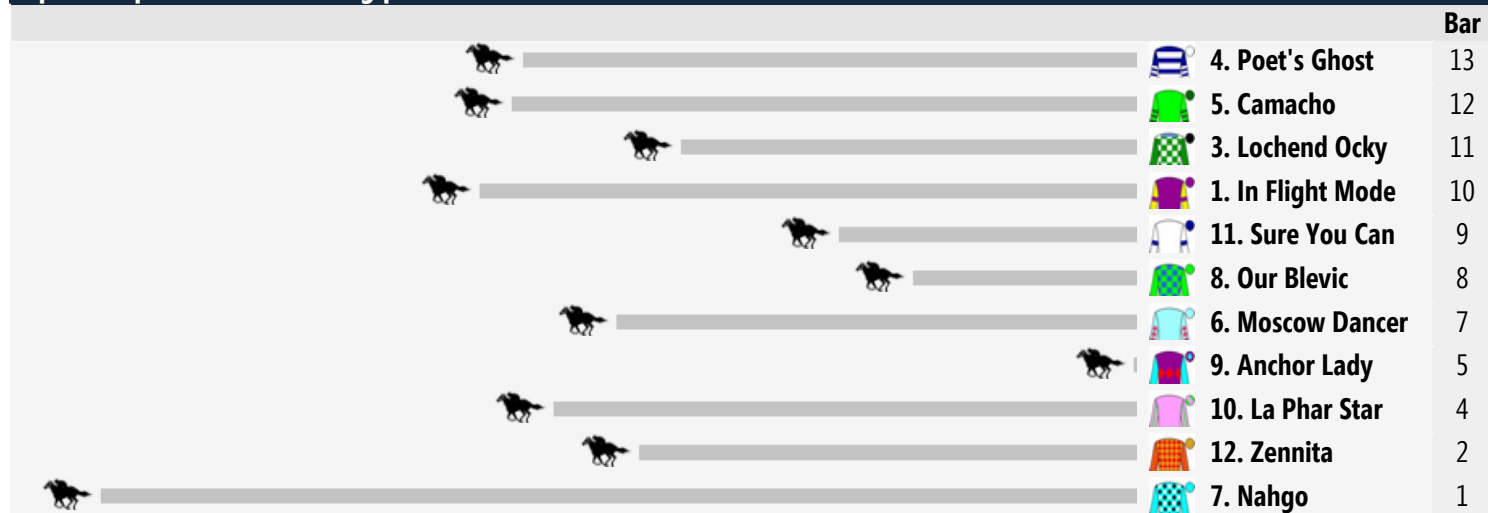 Bar
4. Poet's Ghost 13
5. Camacho 12
3. Lochend Ocky 11
1. In Flight Mode 10
11. Sure You Can 9
8. Our Blevic 8
6. Moscow Dancer 7
9. Anchor Lady 5
10. La Phar Star 4
12. Zennita 2
7. Nahgo 1